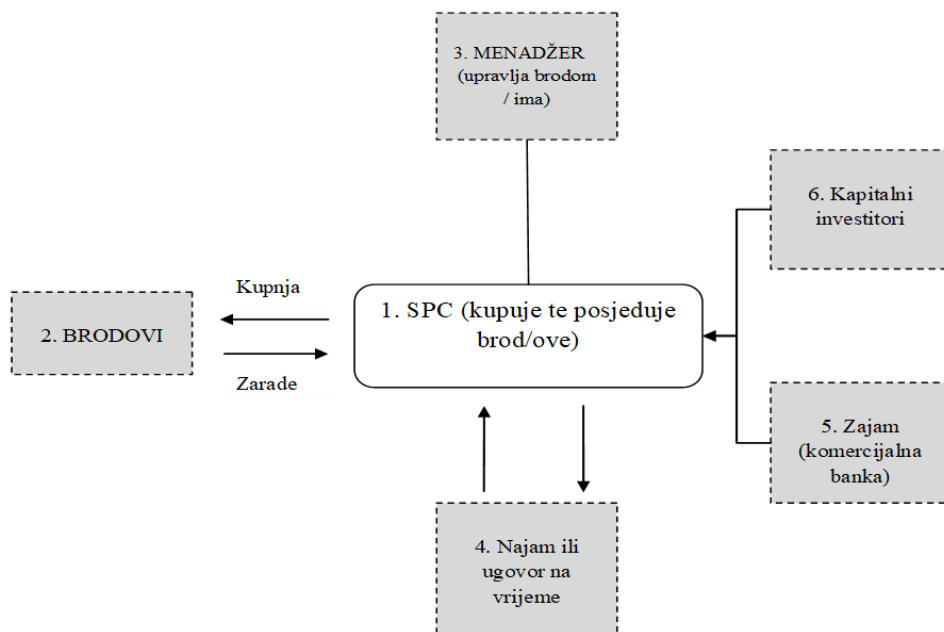 3. MENADŽER
(upravlja brodom
/ ima)
6. Kapitalni
investitori
Kupnja
1. SPC (kupuje te posjeduje
brod/ove)
2. BRODOVI
Zarade
5. Zajam
(komercijalna
banka)
4. Najam ili
ugovor na
vrijeme